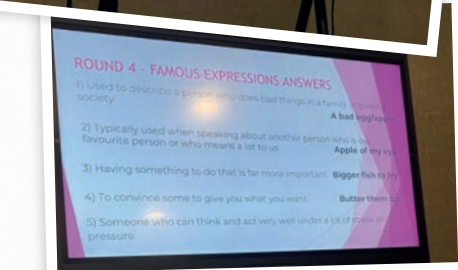 ROUND 4 – FAMOUS EXPRESSIONS ANSWERS
1) Used to describe a person who does bad things in a family or
society
A bad egg/apple
2) Typically used when speaking about another person who is our
favourite person or who means a lot to us
Apple of my eye
3) Having something to do that is far more important Bigger fish to fry
4) To convince some to give you what you want Butter them
5) Someone who can think and act very well under a lot of stress and
pressure